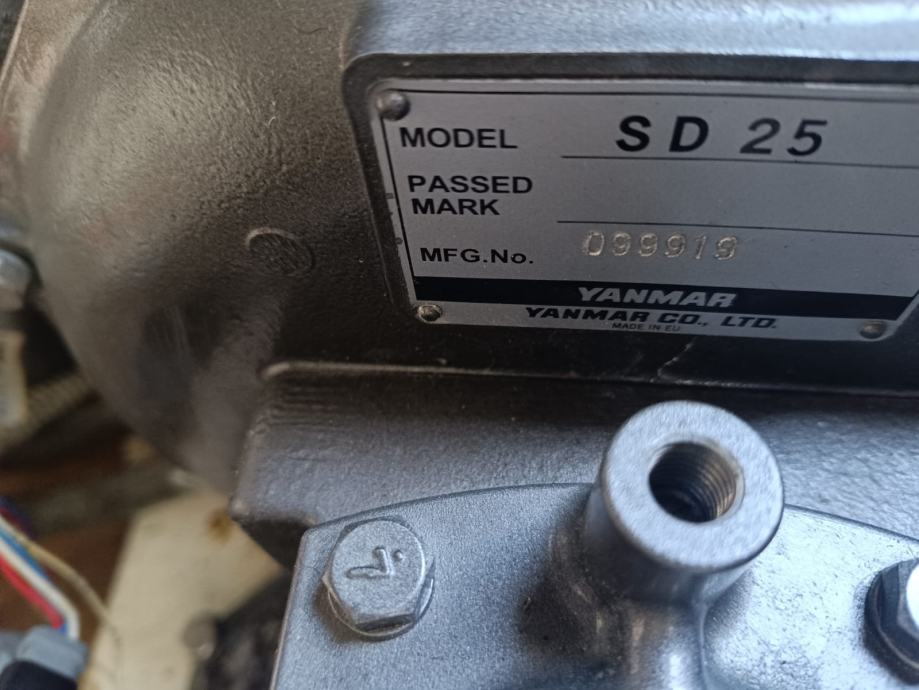 MODEL SD 25
PASSED
MARK
MFG.No. 099919
YANMAR
YANMAR CO., LTD.
MADE IN EU